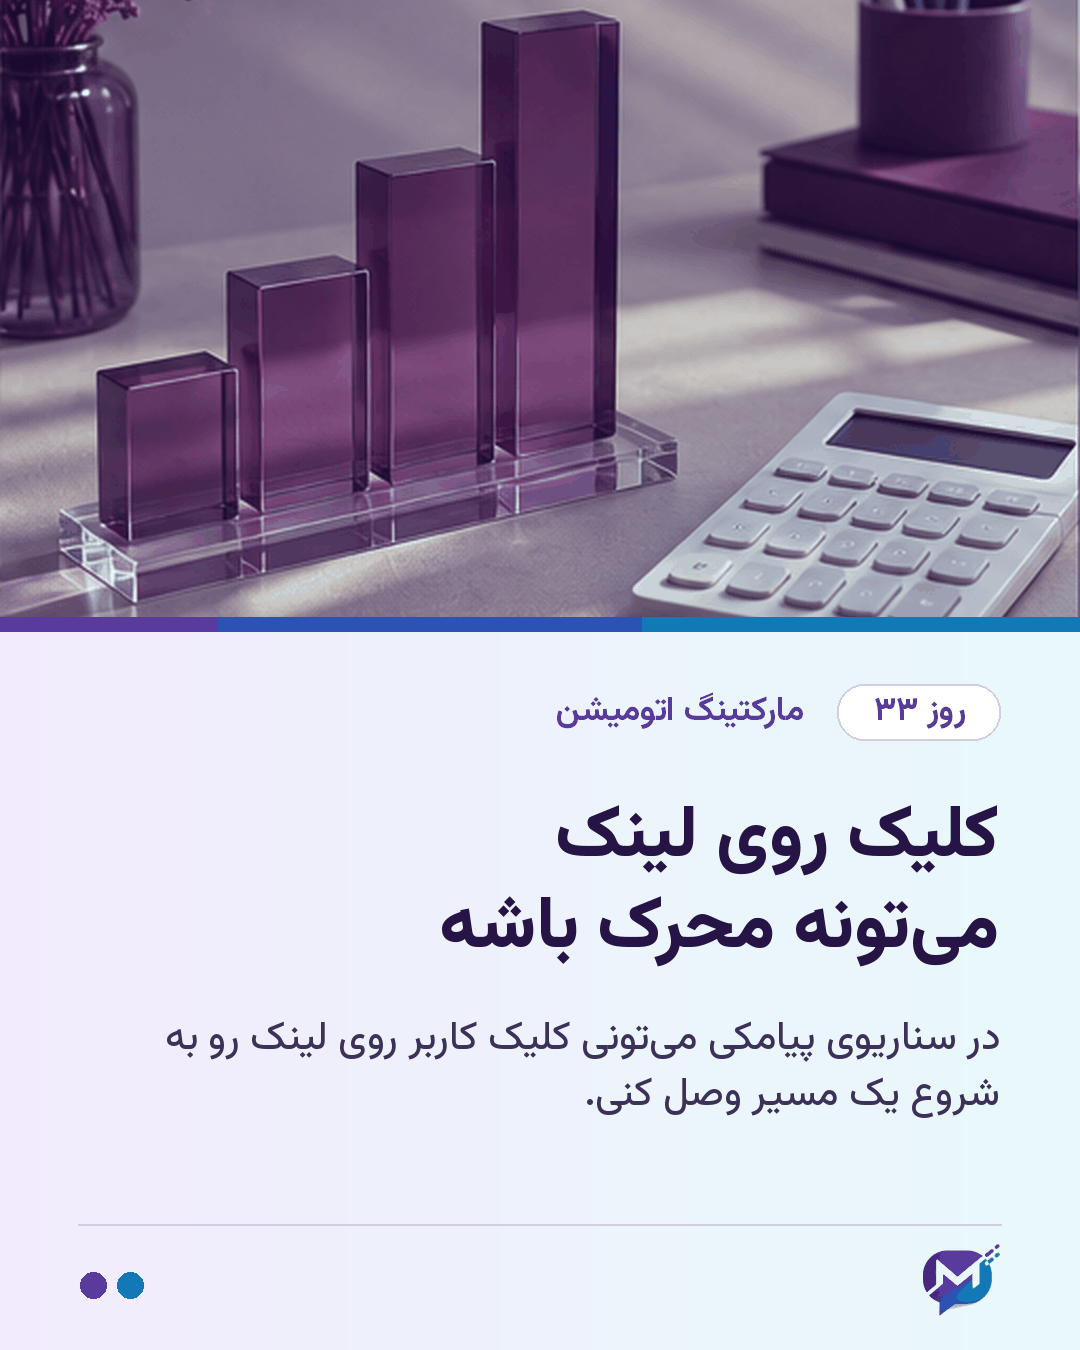 روز ۳۳
مارکتینگ اتومیشن
کلیک روی لینک
می‌تونه محرک باشه
در سناریوی پیامکی می‌تونی کلیک کاربر روی لینک رو به
شروع یک مسیر وصل کنی.